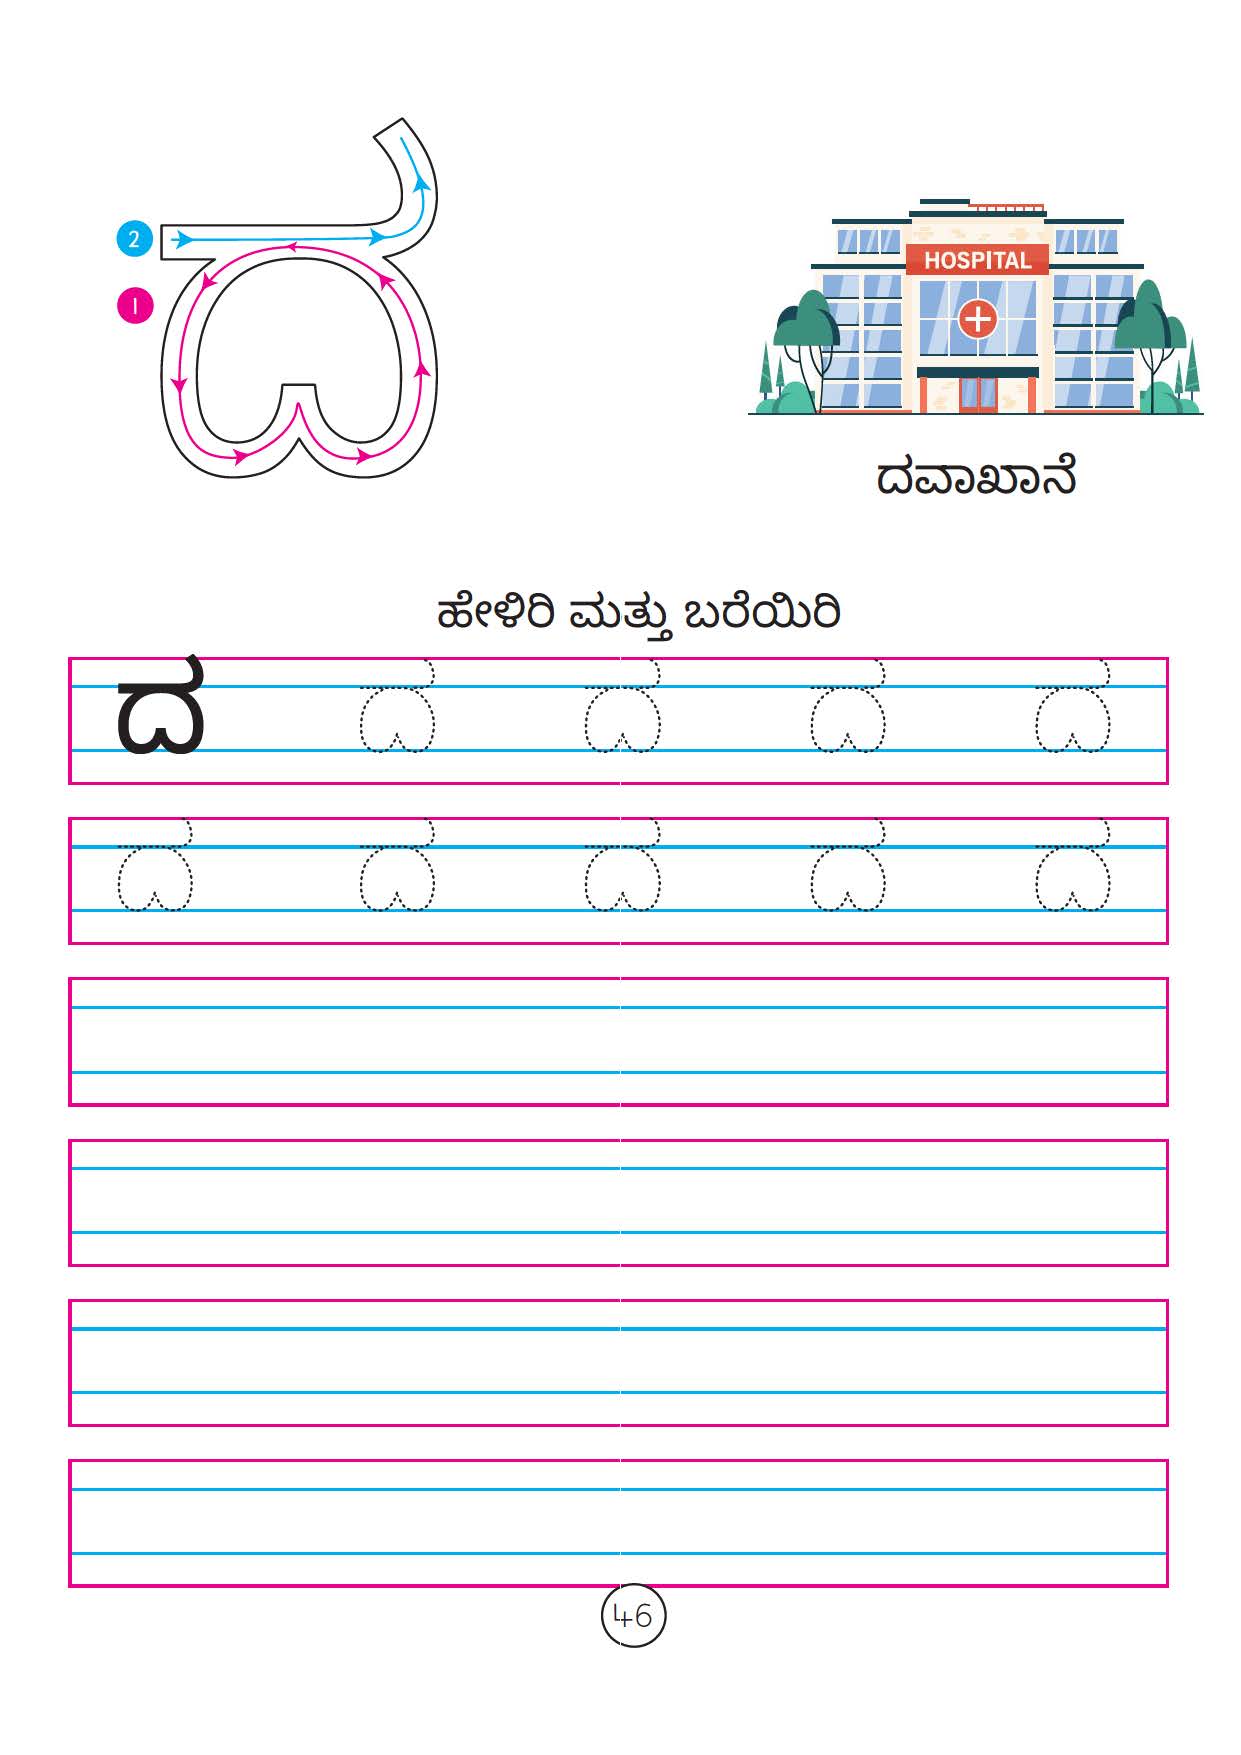 2
1
HOSPITAL
ದವಾಖಾನೆ
ಹೇಳಿರಿ ಮತ್ತು ಬರೆಯಿರಿ
ದ ದ ದ ದ ದ
ದ ದ ದ ದ ದ
46